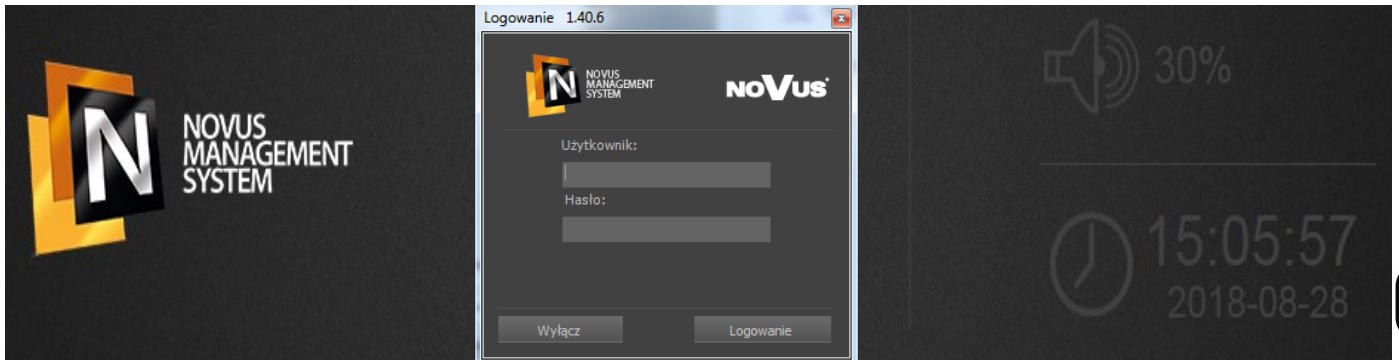 N
NOVUS
MANAGEMENT
SYSTEM
Logowanie 1.40.6
N
NOVUS
MANAGEMENT
SYSTEM
NOVUS
Użytkownik:
Hasło:
Wyłącz
Logowanie
30%
15:05:57
2018-08-28